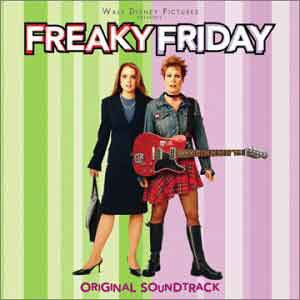 WALT DISNEY PICTURES
PRESENTS
FREAKY FRIDAY
ORIGINAL SOUNDTRACK